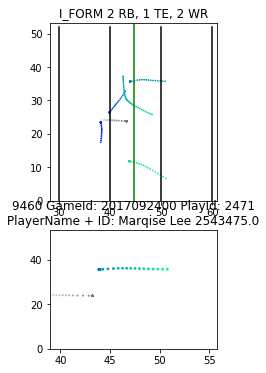 I_FORM 2 RB, 1 TE, 2 WR
50
40
30
20
10
0
30 40 50 60
9460 GameId: 2017092400 PlayId: 2471
PlayerName + ID: Marqise Lee 2543475.0
40
20
0
40 45 50 55